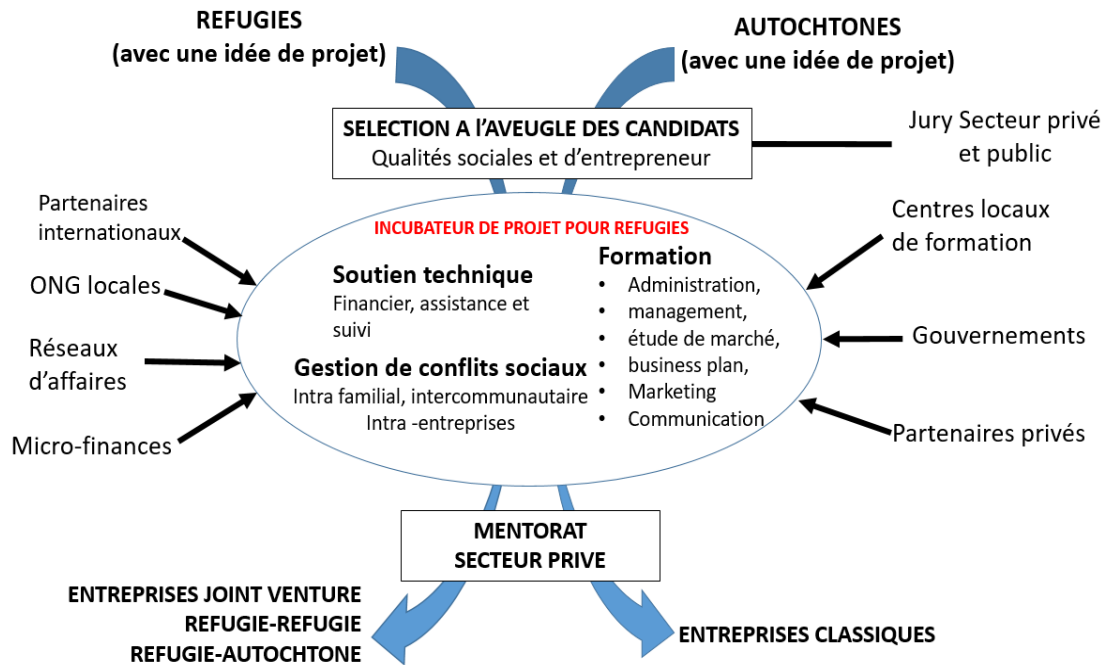 REFUGIES
(avec une idée de projet)
AUTOCHTONES
(avec une idée de projet)
SELECTION A l'AVEUGLE DES CANDIDATS
Qualités sociales et d'entrepreneur
Jury Secteur privé
et public
Partenaires
internationaux
ONG locales
Réseaux
d'affaires
Micro-finances
INCUBATEUR DE PROJET POUR REFUGIES
Soutien technique
Financier, assistance et
suivi
Gestion de conflits sociaux
Intra familial, intercommunautaire
Intra -entreprises
Formation
• Administration,
• management,
• étude de marché,
• business plan,
• Marketing
• Communication
Centres locaux
de formation
Gouvernements
Partenaires privés
MENTORAT
SECTEUR PRIVE
ENTREPRISES JOINT VENTURE
REFUGIE-REFUGIE
REFUGIE-AUTOCHTONE
ENTREPRISES CLASSIQUES